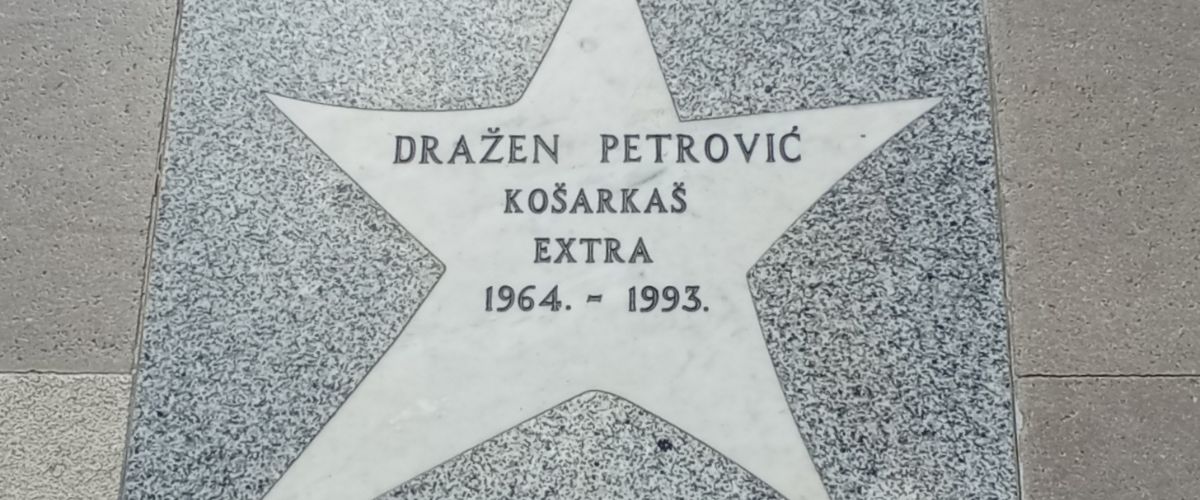 DRAŽEN PETROVIĆ
KOŠARKAŠ
EXTRA
1964. - 1993.